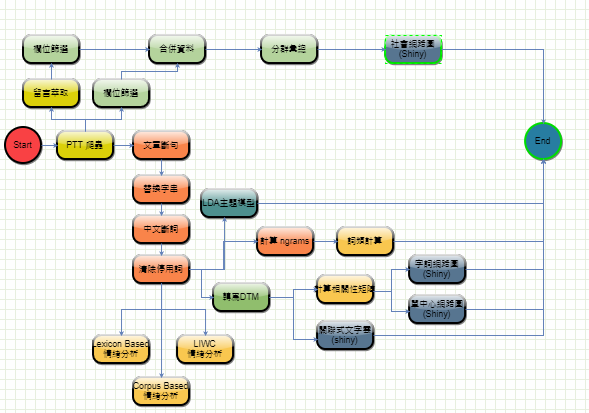 欄位篩選
合併資料
分群彙總
社會網路圖
(Shiny)
留言萃取
欄位篩選
Start
PTT 爬蟲
文章斷句
End
替換字串
LDA主題模型
中文斷詞
計算 ngrams
詞頻計算
清除停用詞
字詞網路圖
(Shiny)
轉為DTM
計算相關性矩陣
單中心網路圖
(Shiny)
關聯式文字雲
(shiny)
Lexicon Based
情緒分析
LIWC
情緒分析
Corpus Based
情緒分析